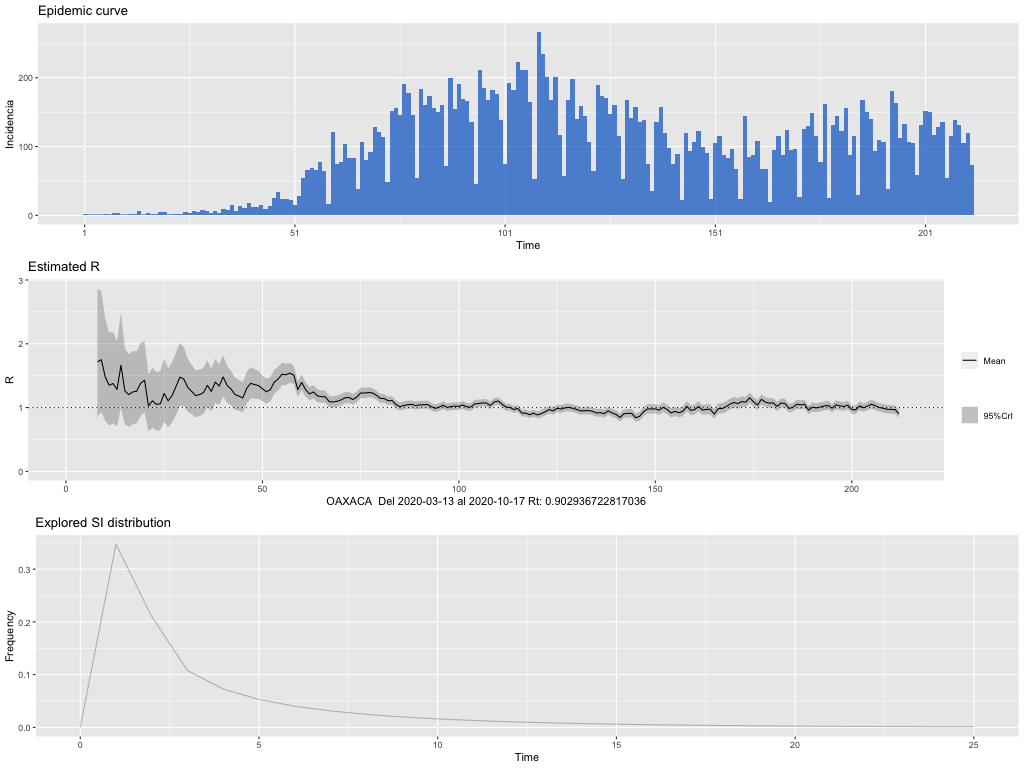 Epidemic curve
Incidencia
200
100
0
1 51 101 151 201
Time
Estimated R
R
3
2
1
0
Mean
95%CrI
0 50 100 150 200
OAXACA  Del 2020-03-13 al 2020-10-17 Rt: 0.902936722817036
Explored SI distribution
Frequency
0.3
0.2
0.1
0.0
0 5 10 15 20 25
Time